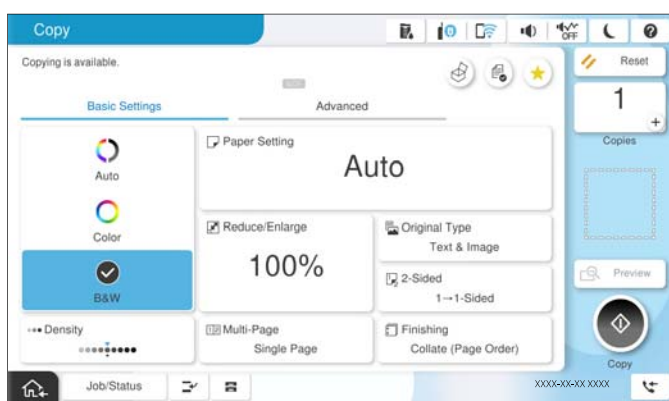 Copy
OFF
Copying is available.
Reset
1
Copies
Basic Settings
Advanced
Auto
Color
B&W
Paper Setting
Auto
Reduce/Enlarge
100%
Original Type
Text & Image
2-Sided
1→1-Sided
Density
Multi-Page
Single Page
Finishing
Collate (Page Order)
Preview
Copy
Job/Status
XXXX-XX-XX XXXX